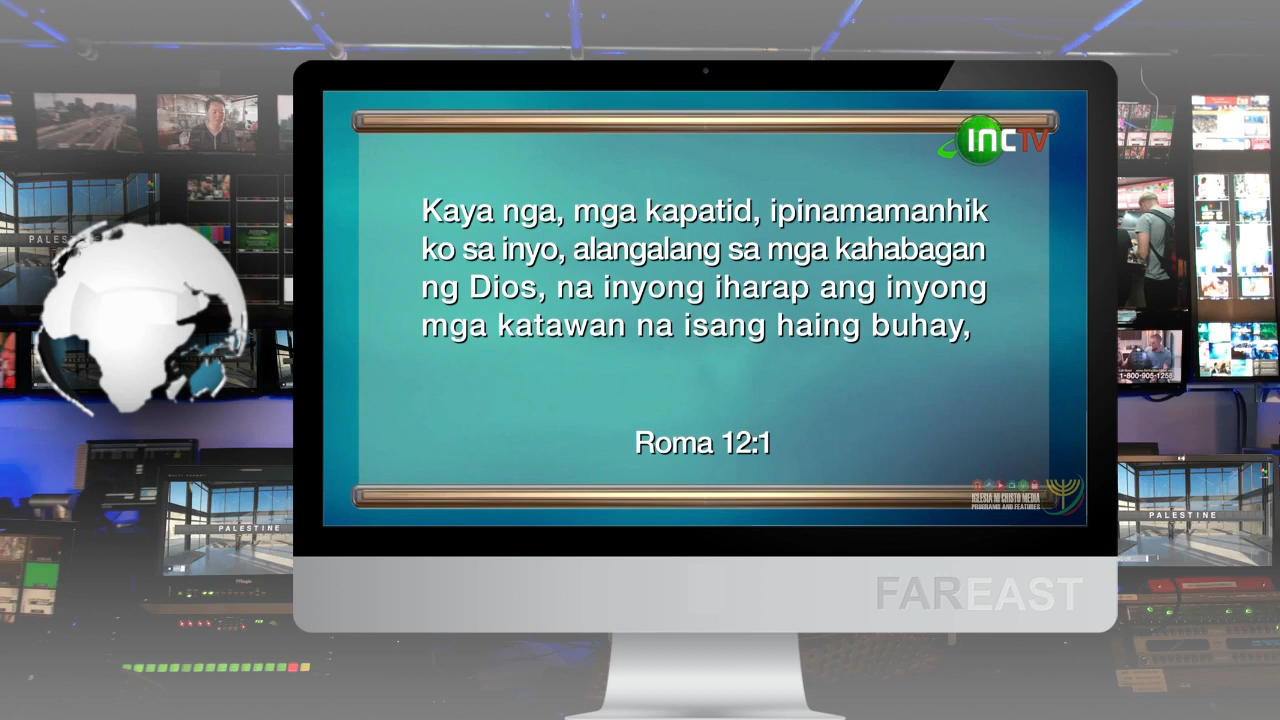 INCTV
Kaya nga, mga kapatid, ipinamamanhik
ko sa inyo, alangalang sa mga kahabagan
ng Dios, na inyong iharap ang inyong
mga katawan na isang haing buhay,
Roma 12:1
IGLESIA NI CRISTO MEDIA
PROGRAMS AND FEATURES
FAREAST
PALESTINE
PALESTINE
1-800-905-1258